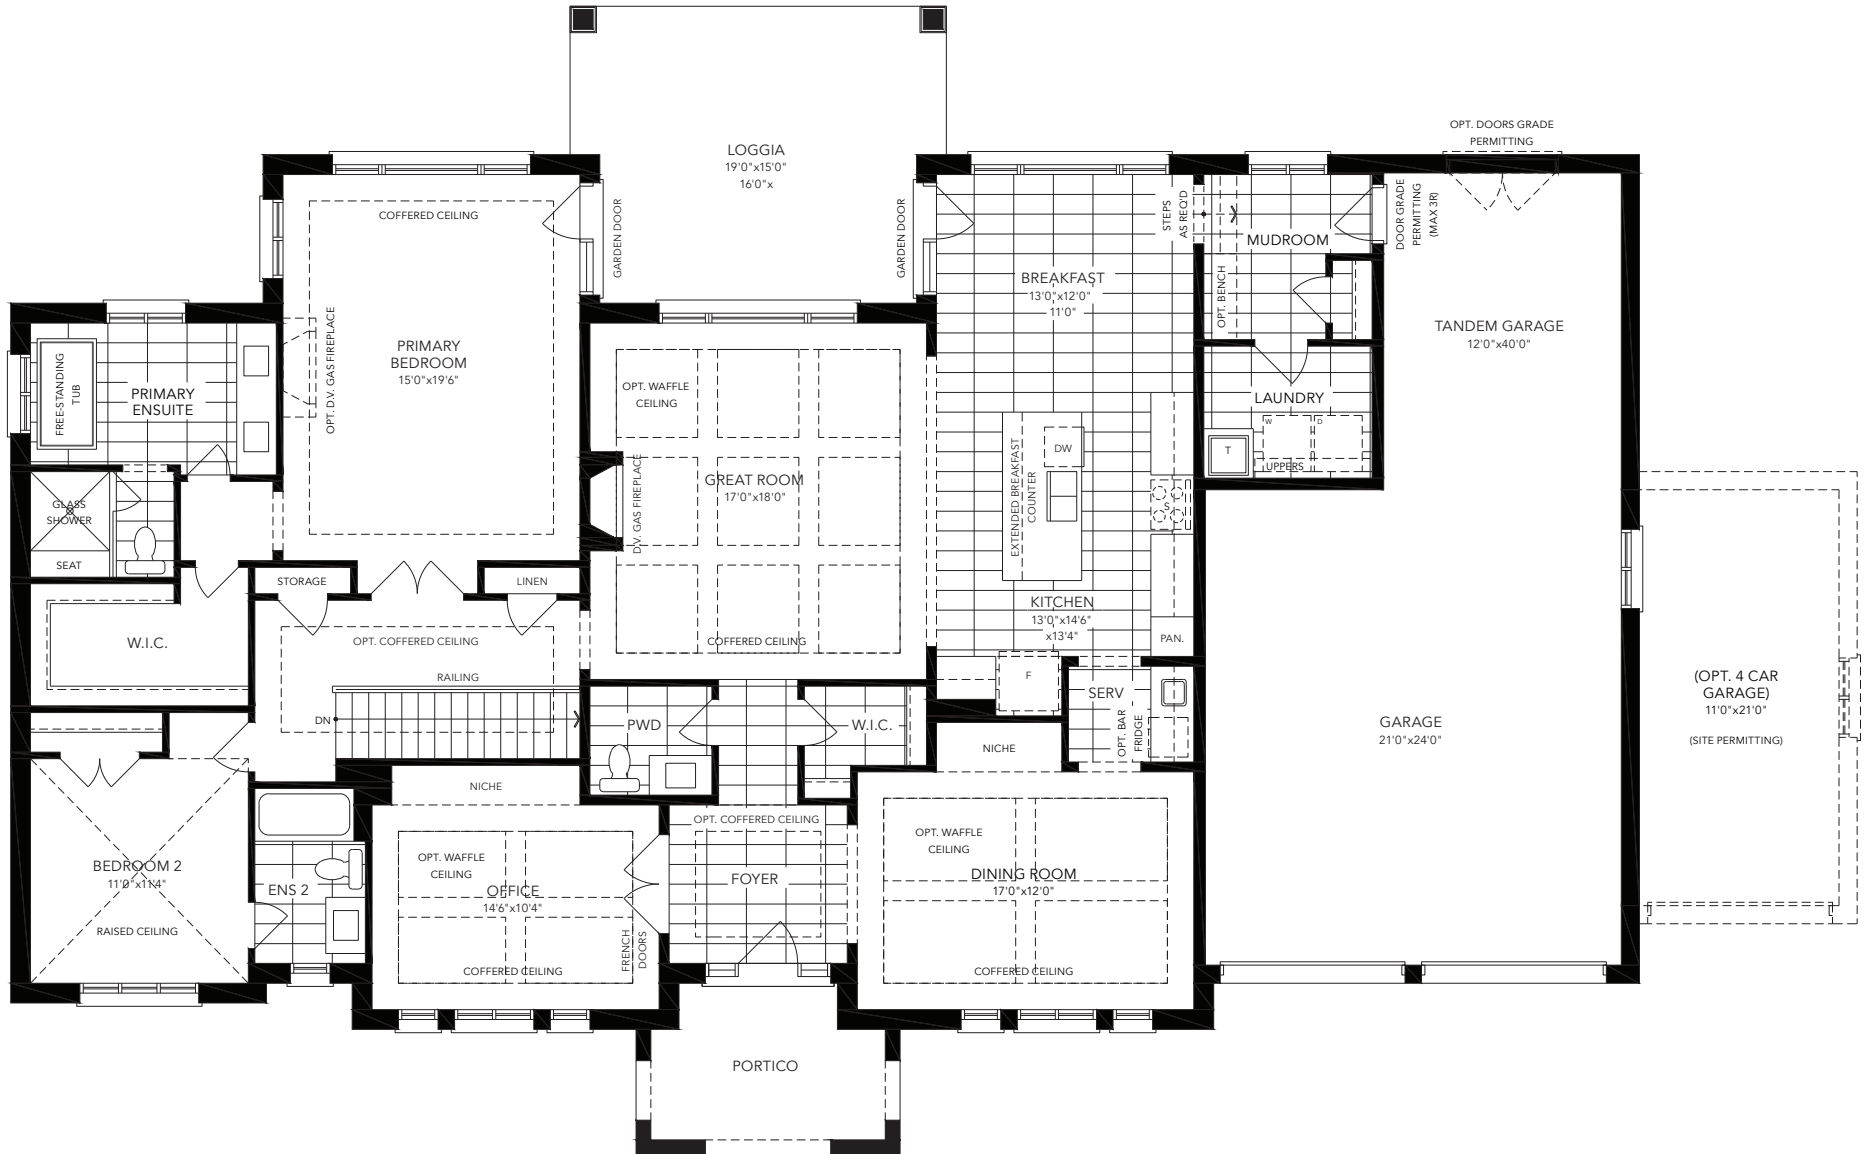 OPT. DOORS GRADE
PERMITTING
LOGGIA
19'0"x15'0"
16'0"x
COFFERED CEILING
GARDEN DOOR
GARDEN DOOR
STEPS
AS REQ'D
DOOR GRADE
PERMITTING
(MAX 3R)
MUDROOM
OPT. BENCH
BREAKFAST
13'0"x12'0"
11'0"
TANDEM GARAGE
12'0"x40'0"
PRIMARY
BEDROOM
15'0"x19'6"
OPT. D.V. GAS FIREPLACE
FREE-STANDING
TUB
PRIMARY
ENSUITE
OPT. WAFFLE
CEILING
LAUNDRY
W
D
T
UPPERS
DW
EXTENDED BREAKFAST
COUNTER
GREAT ROOM
17'0"x18'0"
D.V. GAS FIREPLACE
S
GLASS
SHOWER
SEAT
STORAGE
LINEN
KITCHEN
13'0"x14'6"
x13'4"
PAN.
W.I.C.
OPT. COFFERED CEILING
COFFERED CEILING
RAILING
F
SERV
(OPT. 4 CAR
GARAGE)
11'0"x21'0"
(SITE PERMITTING)
DN
PWD
W.I.C.
OPT. BAR
FRIDGE
GARAGE
21'0"x24'0"
NICHE
NICHE
OPT. COFFERED CEILING
OPT. WAFFLE
CEILING
OPT. WAFFLE
CEILING
BEDROOM 2
11'0"x11'4"
ENS 2
OFFICE
14'6"x10'4"
FOYER
DINING ROOM
17'0"x12'0"
RAISED CEILING
FRENCH
DOORS
COFFERED CEILING
COFFERED CEILING
PORTICO